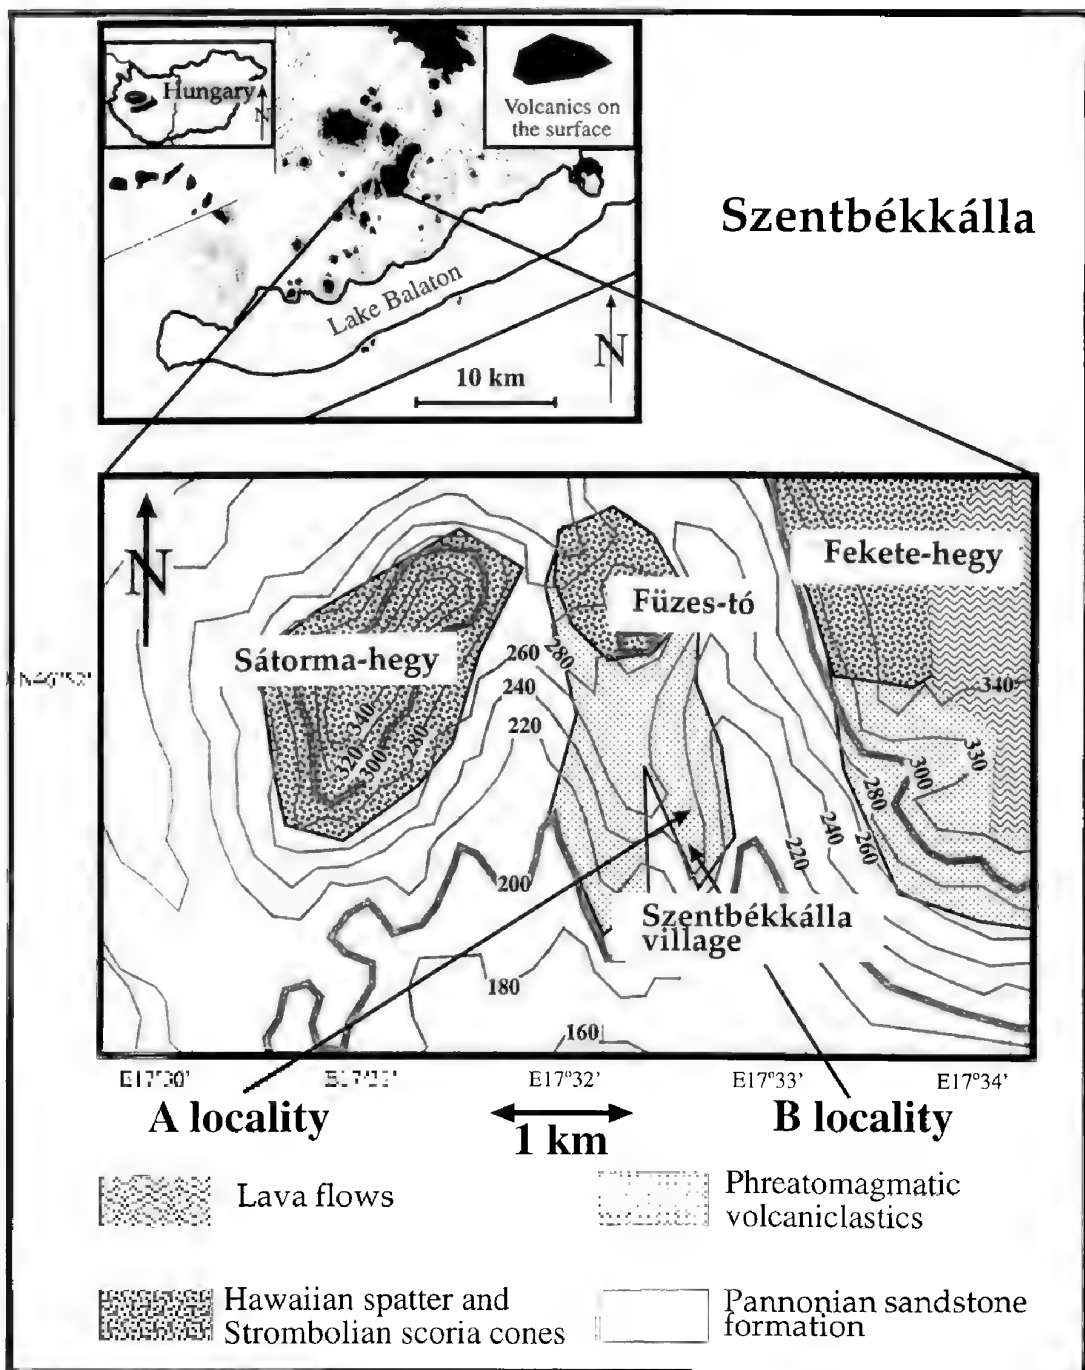 Hungary
N
Volcanics on
the surface
Szentbékkálla
Lake Balaton
N
10 km
N
Fekete-hegy
Füzes-tó
Sátorma-hegy
280
260
240
220
340
330
300
280
260
240
220
340
320
300
280
200
Szentbékkálla
village
180
160
E17°30'
E17°32'
E17°33'
E17°34'
A locality
1 km
B locality
Lava flows
Phreatomagmatic
volcaniclastics
Hawaiian spatter and
Strombolian scoria cones
Pannonian sandstone
formation